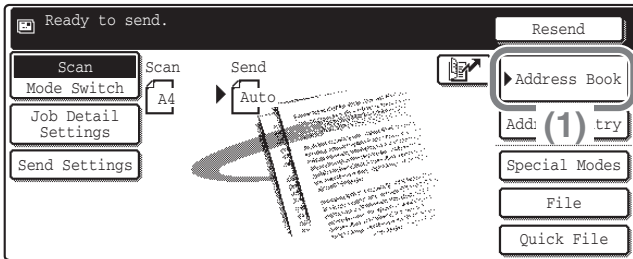 Ready to send.
Resend
Scan
Mode Switch
Scan
A4
Send
Auto
Address Book
Job Detail
Settings
(1)
Send Settings
Special Modes
File
Quick File